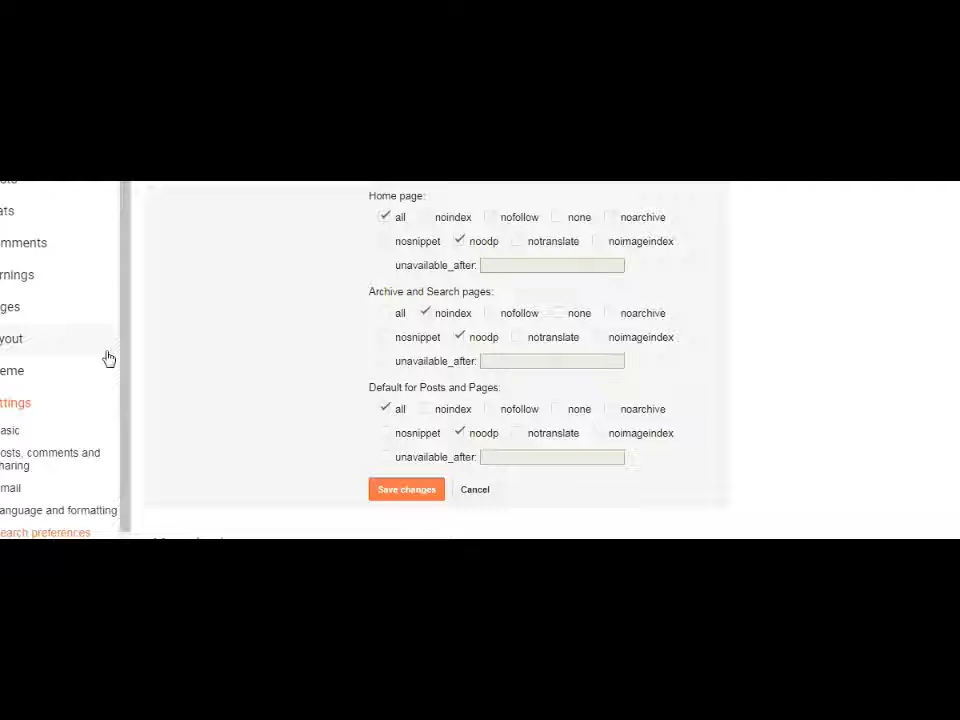 ats
mments
rnings
ges
yout
eme
ttings
asic
osts, comments and
haring
mail
anguage and formatting
earch preferences
Home page:
all noindex nofollow none noarchive
nosnippet noodp notranslate noimageindex
unavailable_after:
Archive and Search pages:
all noindex nofollow none noarchive
nosnippet noodp notranslate noimageindex
unavailable_after:
Default for Posts and Pages:
all noindex nofollow none noarchive
nosnippet noodp notranslate noimageindex
unavailable_after:
Save changes Cancel